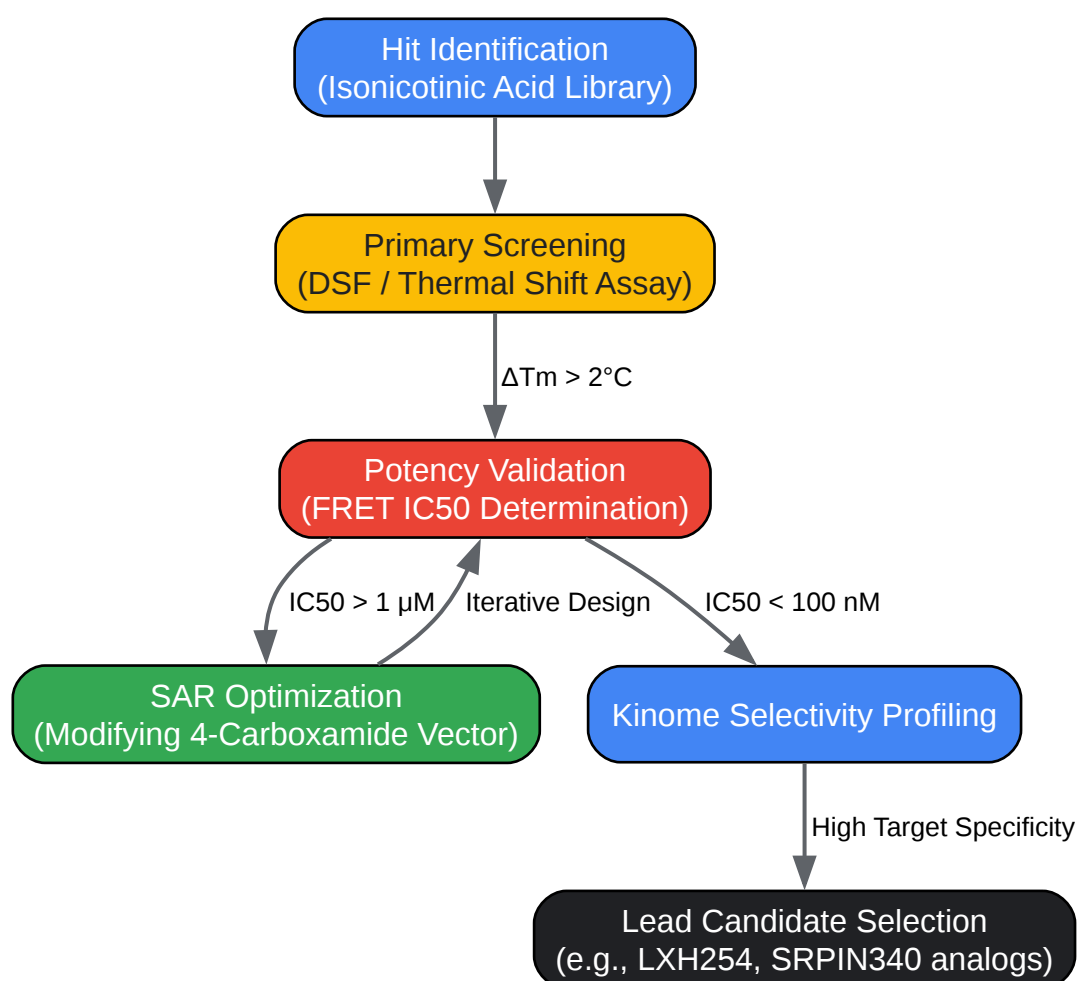 Hit Identification
(Isonicotinic Acid Library)
Primary Screening
(DSF / Thermal Shift Assay)
ΔTm > 2°C
Potency Validation
(FRET IC50 Determination)
IC50 > 1 μM
Iterative Design
IC50 < 100 nM
SAR Optimization
(Modifying 4-Carboxamide Vector)
Kinome Selectivity Profiling
High Target Specificity
Lead Candidate Selection
(e.g., LXH254, SRPIN340 analogs)